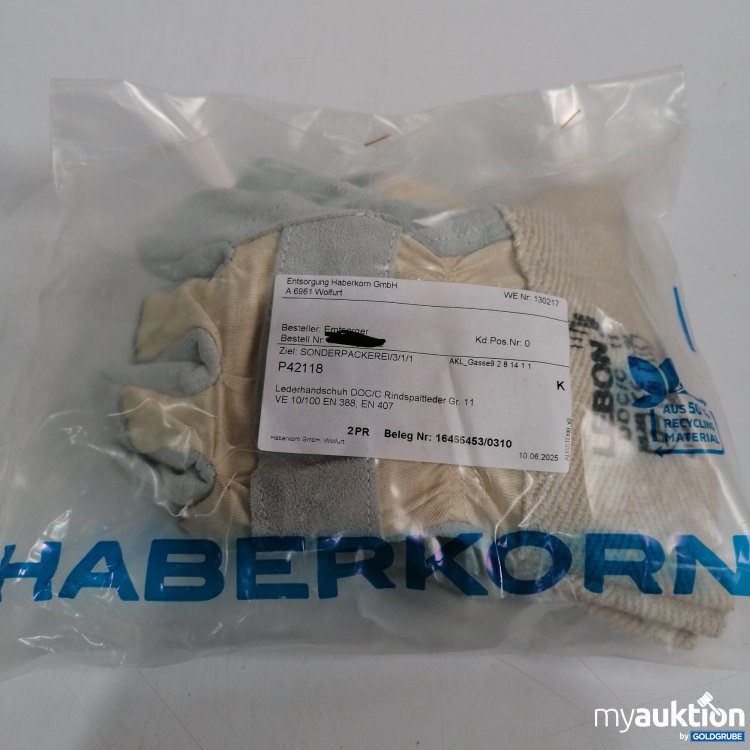 Entsorgung Haberkorn GmbH
A 6961 Wolfurt
WE Nr. 130217
Besteller:
Bestell Nr:
Kd.Pos.Nr: 0
Ziel: SONDERPACKEREI/3/1/1
AKL_Gasse9 2 8 14 1 1
P42118
K
Lederhandschuh DOC/C Rindspaltleder Gr. 11
VE 10/100 EN 388, EN 407
2PR Beleg Nr: 16455453/0310
Haberkorn GmbH, Wolfurt
10.06.2025
LEBON
DOC/C
AUS 50%
RECYCLING
MATERIAL
HABERKORN
myauktion
by GOLDGRUBE